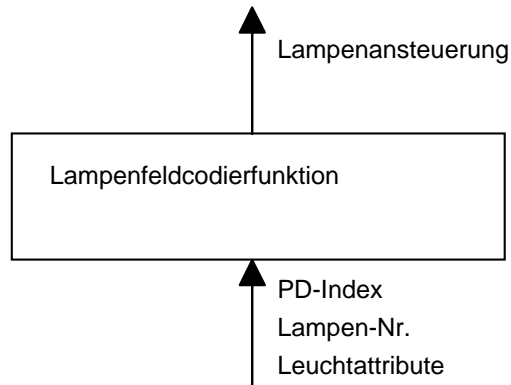 Lampenansteuerung
Lampenfeldcodierfunktion
PD-Index
Lampen-Nr.
Leuchtattribute